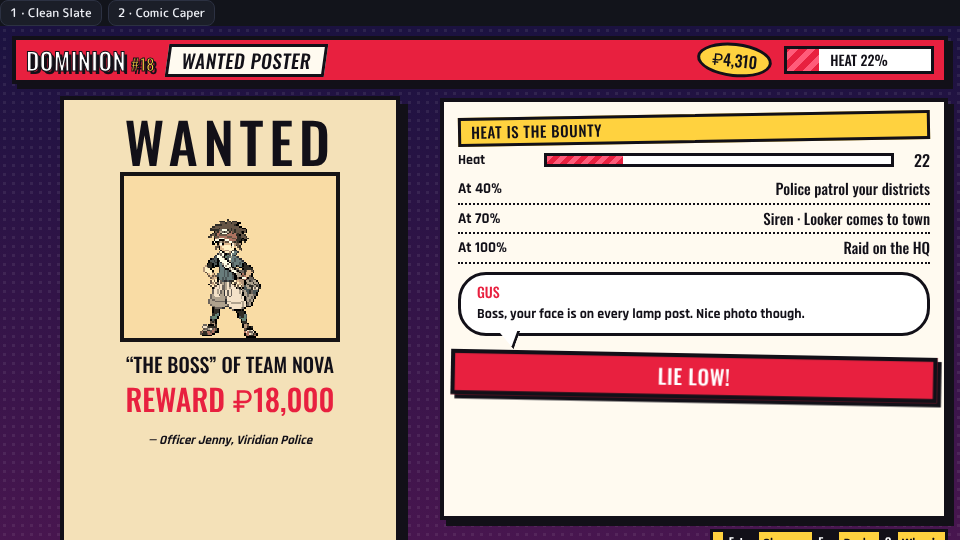 1 · Clean Slate
2 · Comic Caper
DOMINION #18
WANTED POSTER
₽4,310
HEAT 22%
WANTED
“THE BOSS” OF TEAM NOVA
REWARD ₽18,000
– Officer Jenny, Viridian Police
HEAT IS THE BOUNTY
Heat 22
At 40% Police patrol your districts
At 70% Siren · Looker comes to town
At 100% Raid on the HQ
GUS
Boss, your face is on every lamp post. Nice photo though.
LIE LOW!